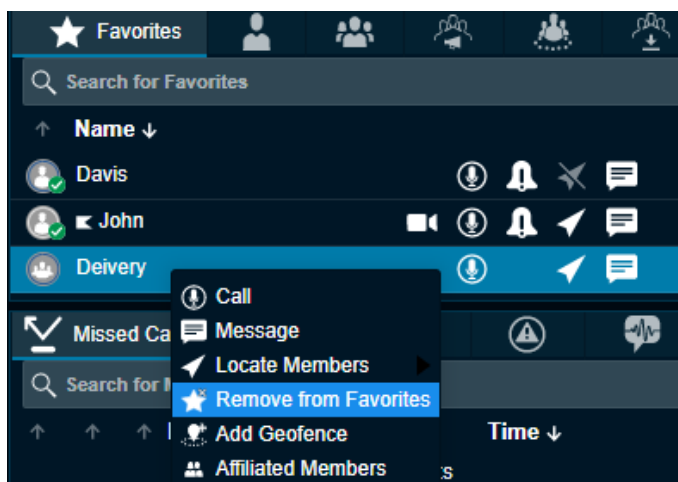 Favorites
Search for Favorites
Name
Davis
John
Deivery
Call
Missed Ca
Message
Locate Members
Search for
Remove from Favorites
Add Geofence
Time
Affiliated Members